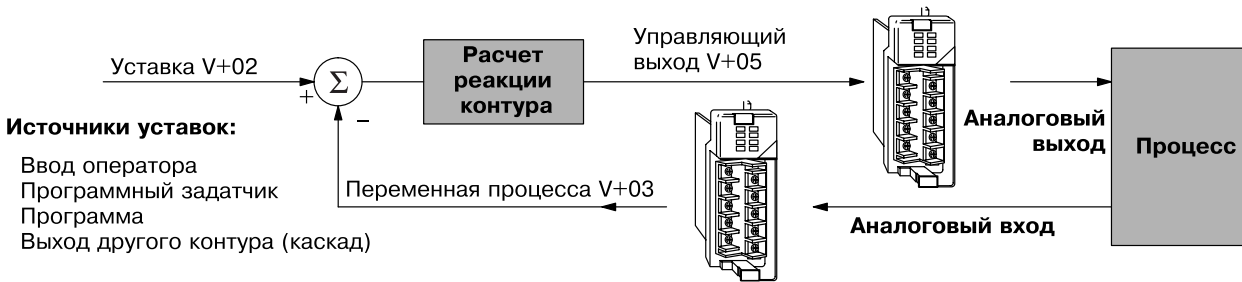 Уставка V+02
+
Σ
−
Расчет
реакции
контура
Управляющий
выход V+05
Аналоговый
выход
Процесс
Источники уставок:
Ввод оператора
Программный задатчик
Программа
Выход другого контура (каскад)
Переменная процесса V+03
Аналоговый вход